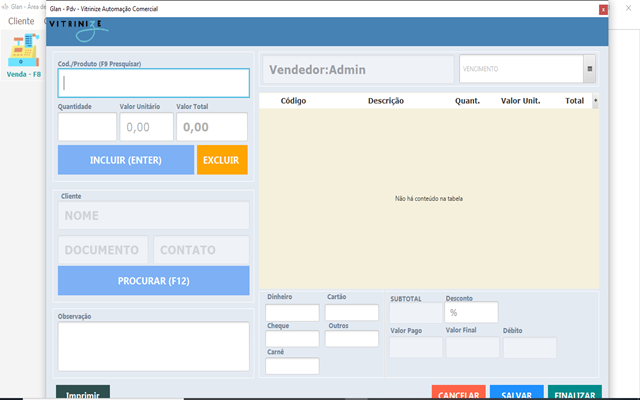 Glan - Área de
Glan - Pdv - Vitrinize Automação Comercial
Cliente
VITRINIZE
Venda - F8
Cod./Produto (F9 Presquisar)
Quantidade Valor Unitário Valor Total
0,00 0,00
INCLUIR (ENTER) EXCLUIR
Cliente
NOME
DOCUMENTO CONTATO
PROCURAR (F12)
Observação
Imprimir
Vendedor:Admin VENCIMENTO
Código Descrição Quant. Valor Unit. Total +
Não há conteúdo na tabela
Dinheiro Cartão
Cheque Outros
Carnê
SUBTOTAL Desconto
%
Valor Pago Valor Final Débito
CANCELAR SALVAR FINALIZAR